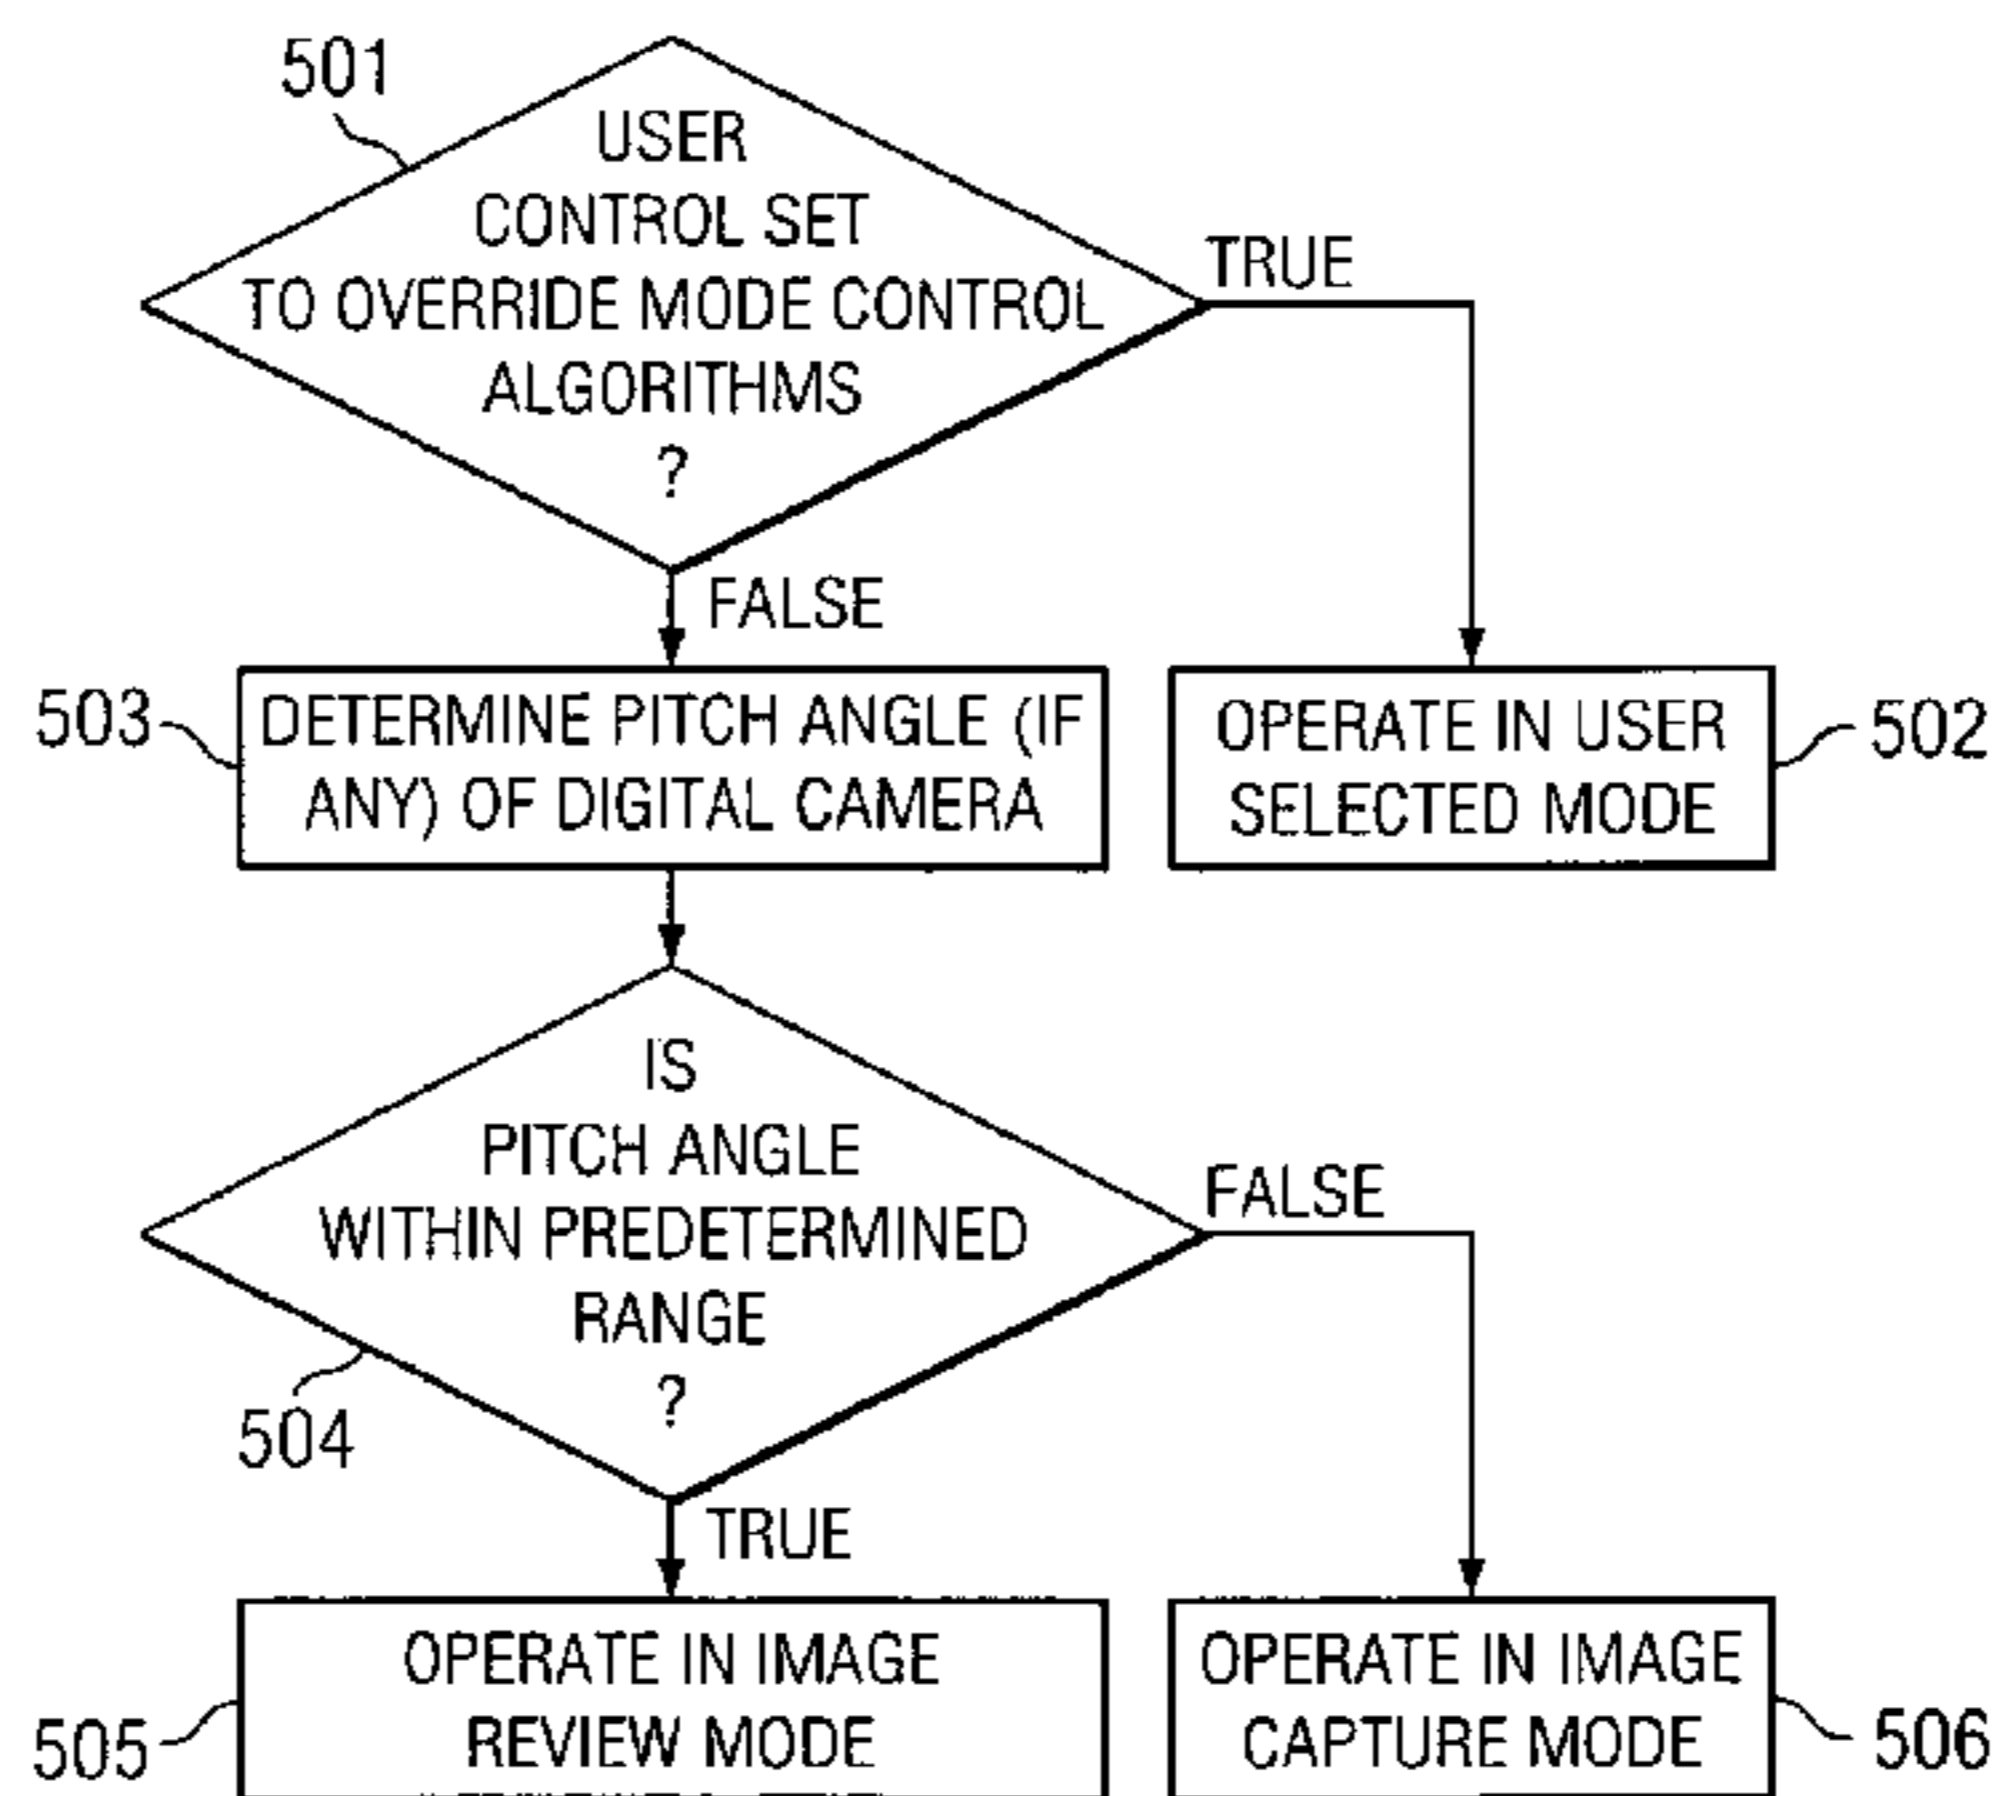 501
USER
CONTROL SET
TO OVERRIDE MODE CONTROL
ALGORITHMS
?
TRUE
FALSE
503
DETERMINE PITCH ANGLE (IF
ANY) OF DIGITAL CAMERA
OPERATE IN USER
SELECTED MODE
502
IS
PITCH ANGLE
WITHIN PREDETERMINED
RANGE
?
FALSE
504
TRUE
505
OPERATE IN IMAGE
REVIEW MODE
OPERATE IN IMAGE
CAPTURE MODE
506